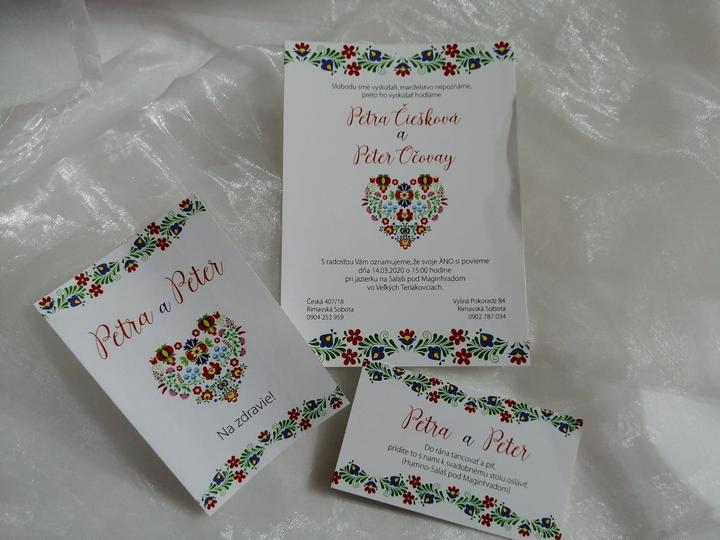 Slobodu sme vyskúšali, manželstvo nepoznáme,
preto ho vyskúšať hodláme
Petra Čiešková
a
Peter Očovay
S radosťou Vám oznamujeme, že svoje ÁNO si povieme
dňa 14.03.2020 o 15:00 hodine
pri jazierku na Salaši pod Maginhradom
vo Veľkých Teriakovciach.
Česká 407/18
Rimavská Sobota
0904 253 959
Vyšná Pokoradz 84
Rimavská Sobota
0902 787 034
Petra a Peter
Na zdravie!
Petra a Peter
Do rána tancovať a piť,
prídite to s nami k svadobnému stolu osláviť.
(Humno-Salaš pod Maginhradom)